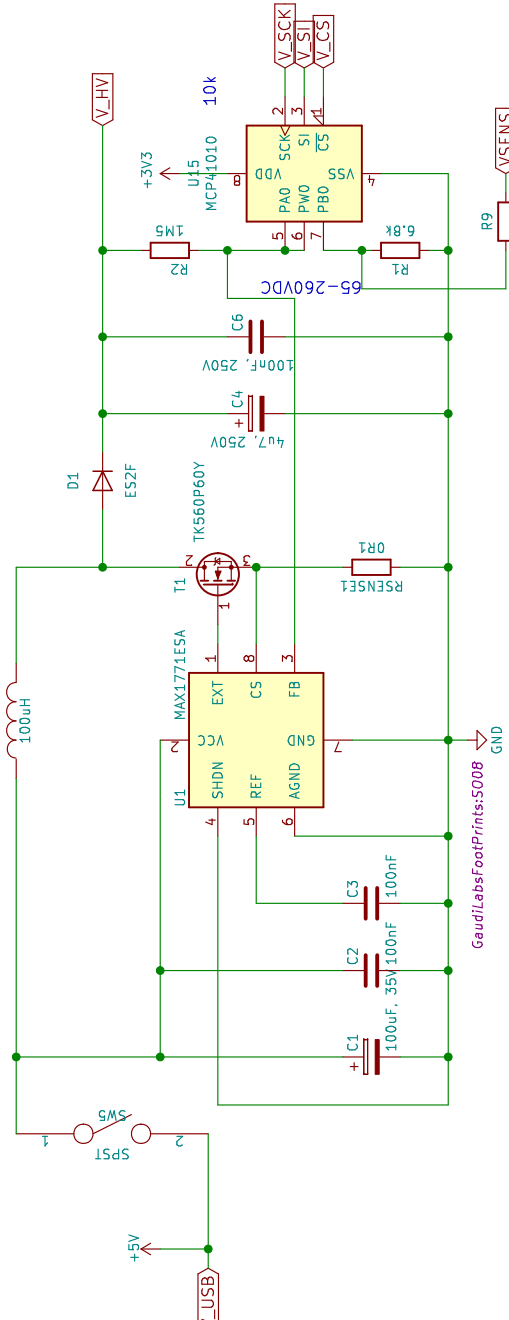 V_SCK
V_SI
V_CS
V_HV
10k
2
3
1
SCK
SI
CS
+3V3
U15
MCP41010
8
VDD
VSS
4
PA0
PW0
PB0
5
6
7
R9
1M5
R2
6.8k
R1
65-260VDC
C6
100nF, 250V
C4
+
4u7, 250V
D1
ES2F
TK560P60Y
2
3
T1
1
0R1
RSENSE1
MAX1771ESA
1
8
3
EXT
CS
FB
100uH
2
VCC
GND
7
GND
SHDN
REF
AGND
U1
4
5
6
GaudiLabsFootPrints:5008
C3
100nF
C2
100nF
C1
+
100uF, 35V
SW5
1
2
SPST
+5V
_USB